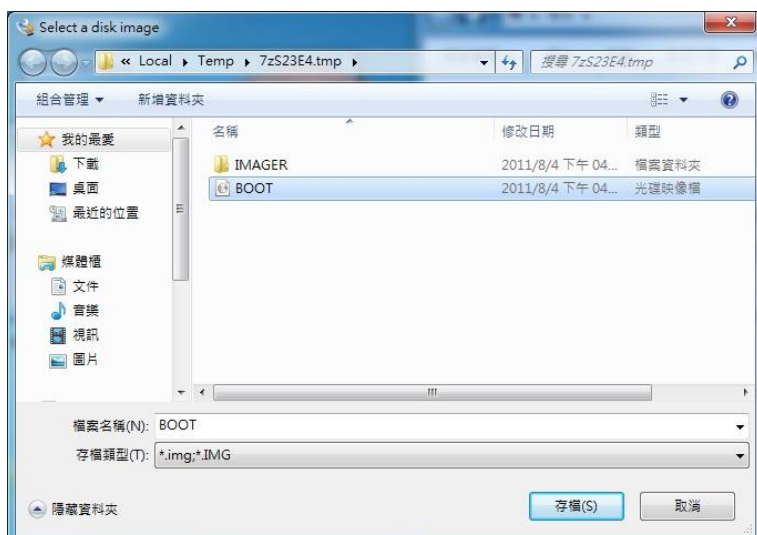 Select a disk image
« Local ▸ Temp ▸ 7zS23E4.tmp ▸
搜尋 7zS23E4.tmp
組合管理 ▼ 新增資料夾
名稱 修改日期 類型
我的最愛
下載
桌面
最近的位置
媒體櫃
文件
音樂
視訊
圖片
IMAGER 2011/8/4 下午 04... 檔案資料夾
BOOT 2011/8/4 下午 04... 光碟映像檔
檔案名稱(N): BOOT
存檔類型(T): *.img;*.IMG
隱藏資料夾 存檔(S) 取消